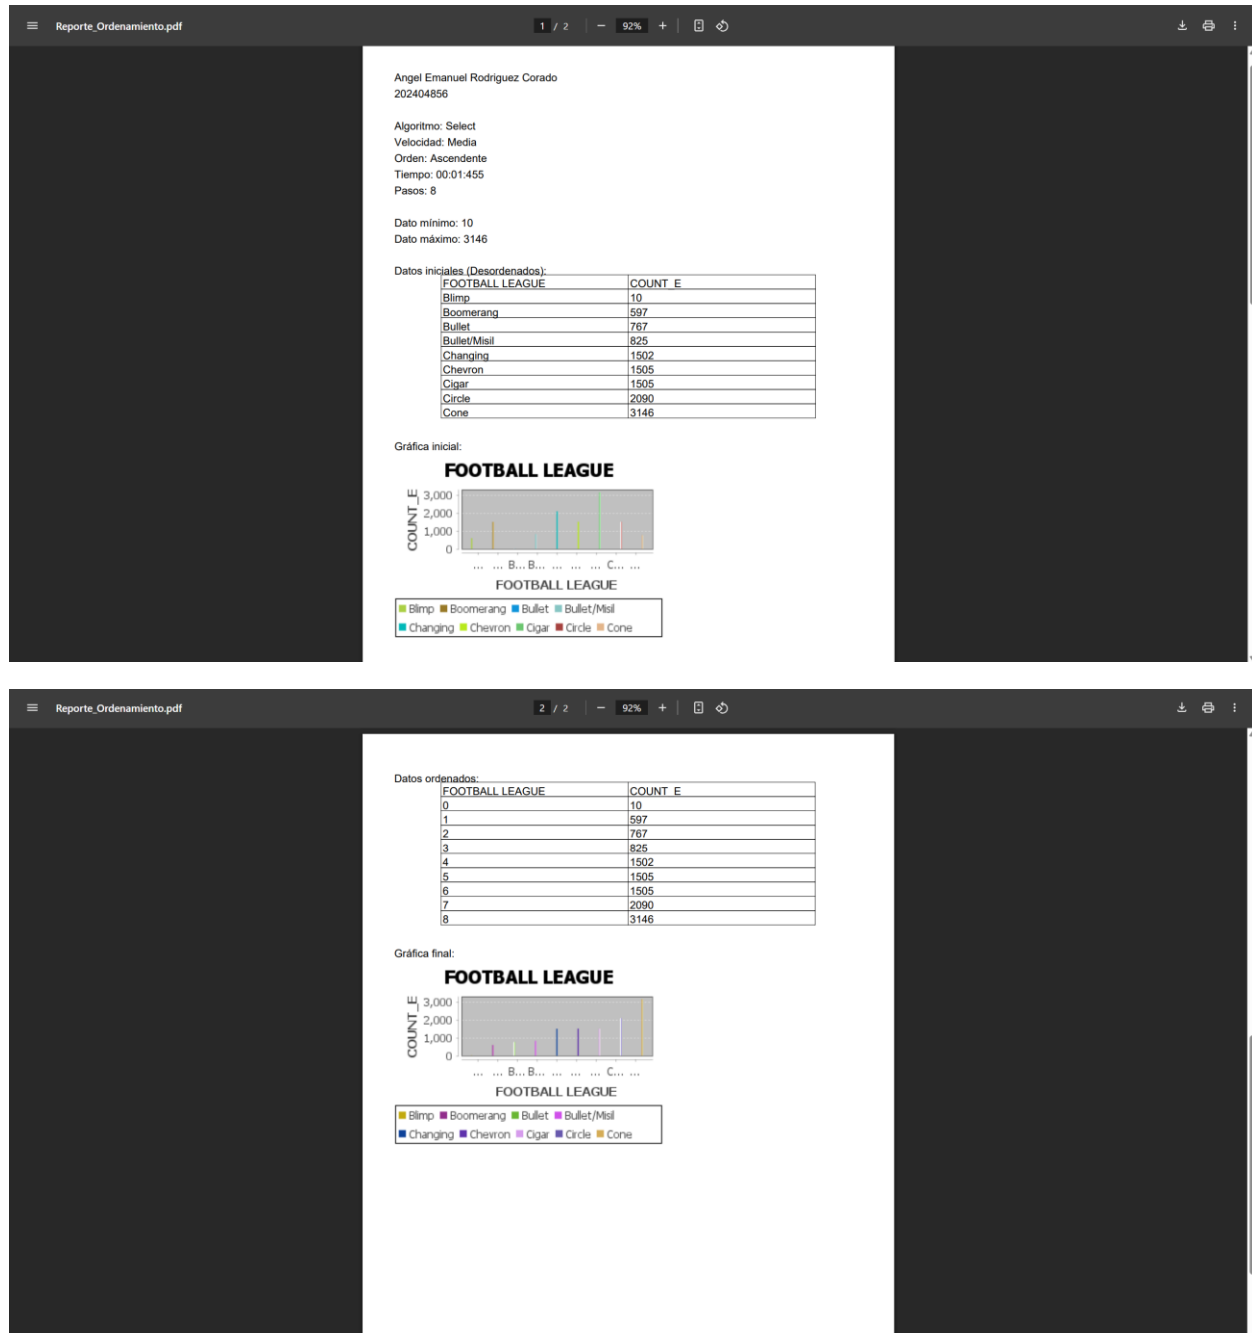 Reporte_Ordenamiento.pdf
1 / 2
92%
Angel Emanuel Rodriguez Corado
202404856
Algoritmo: Select
Velocidad: Media
Orden: Ascendente
Tiempo: 00:01:455
Pasos: 8
Dato mínimo: 10
Dato máximo: 3146
Datos iniciales (Desordenados):
FOOTBALL LEAGUE COUNT_E
Blimp 10
Boomerang 597
Bullet 767
Bullet/Misil 825
Changing 1502
Chevron 1505
Cigar 1505
Circle 2090
Cone 3146
Gráfica inicial:
FOOTBALL LEAGUE
COUNT_E
3,000
2,000
1,000
0
... ... B... B... ... ... ... C... ...
FOOTBALL LEAGUE
Blimp Boomerang Bullet Bullet/Misil
Changing Chevron Cigar Circle Cone
Reporte_Ordenamiento.pdf
2 / 2
92%
Datos ordenados:
FOOTBALL LEAGUE COUNT_E
0 10
1 597
2 767
3 825
4 1502
5 1505
6 1505
7 2090
8 3146
Gráfica final:
FOOTBALL LEAGUE
COUNT_E
3,000
2,000
1,000
0
... ... B... B... ... ... ... C... ...
FOOTBALL LEAGUE
Blimp Boomerang Bullet Bullet/Misil
Changing Chevron Cigar Circle Cone